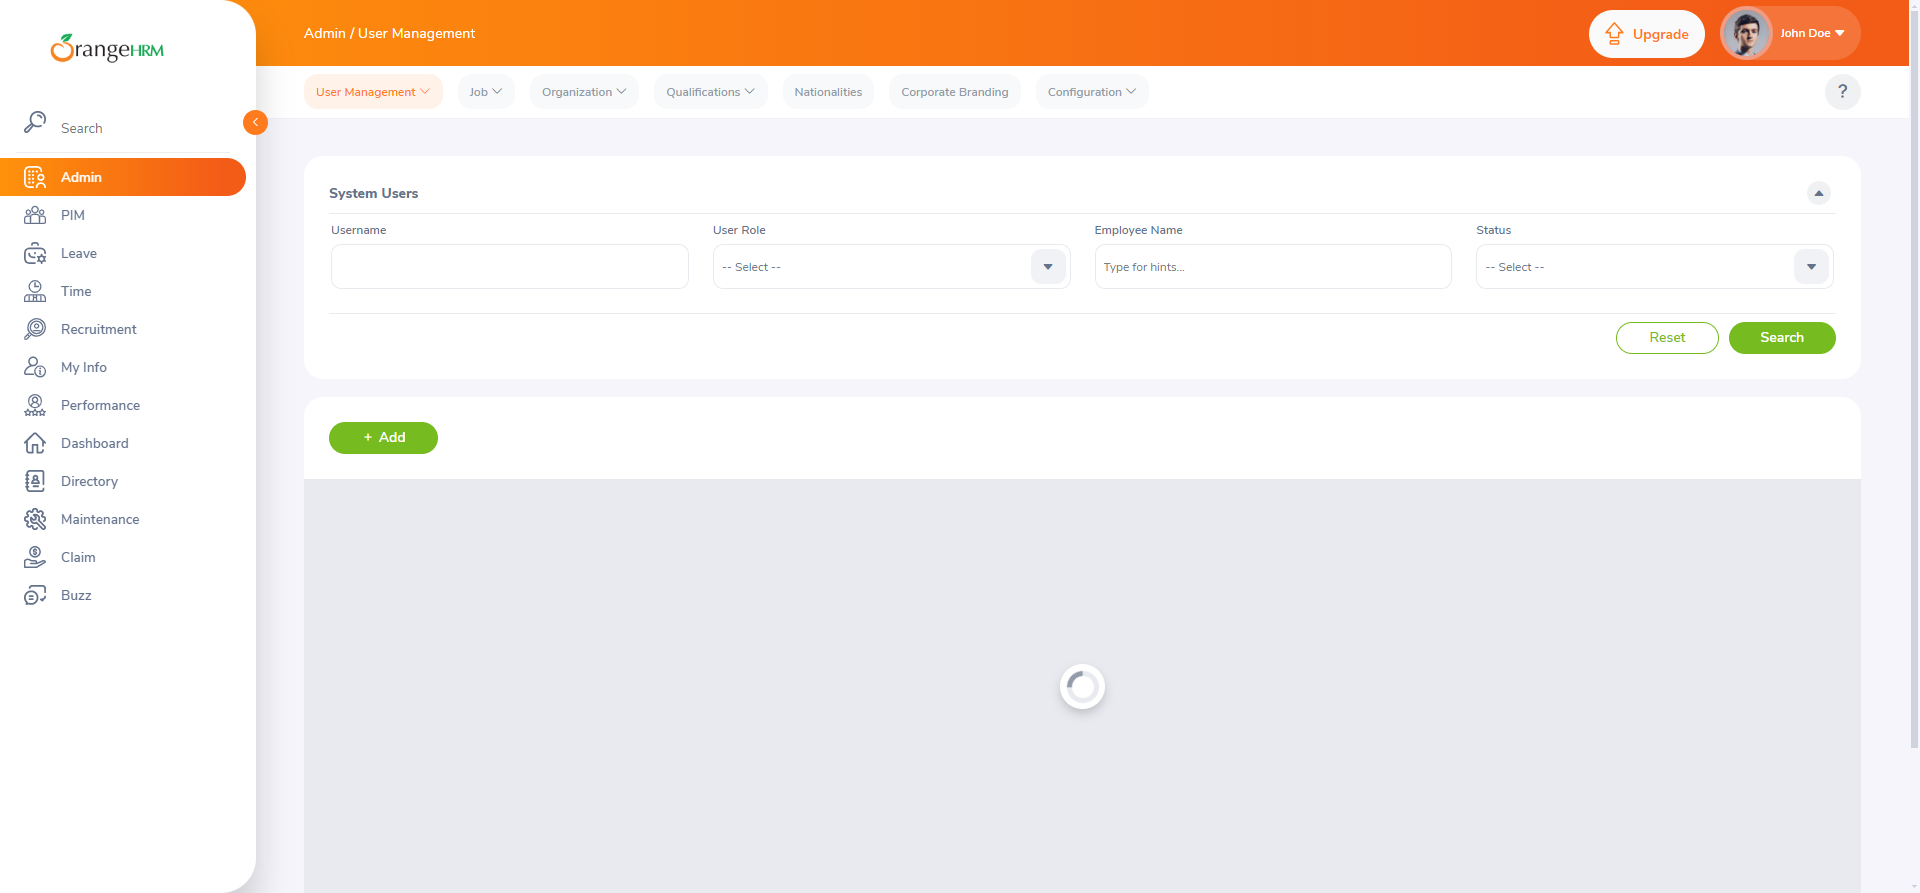 OrangeHRM
Admin / User Management
Upgrade
John Doe
User Management
Job
Organization
Qualifications
Nationalities
Corporate Branding
Configuration
?
Search
Admin
PIM
Leave
Time
Recruitment
My Info
Performance
Dashboard
Directory
Maintenance
Claim
Buzz
System Users
Username
User Role
Employee Name
Status
-- Select --
Type for hints...
-- Select --
Reset
Search
+ Add